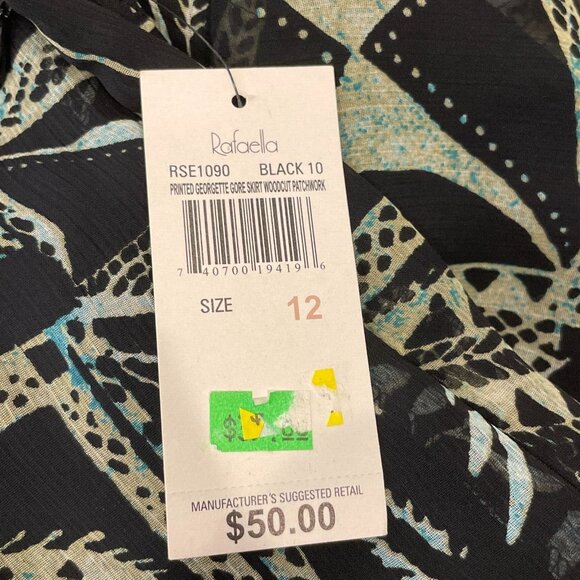 Rafaella
RSE1090 BLACK 10
PRINTED GEORGETTE GORE SKIRT WOODCUT PATCHWORK
7 40700 19419 6
SIZE 12
MANUFACTURER'S SUGGESTED RETAIL
$50.00